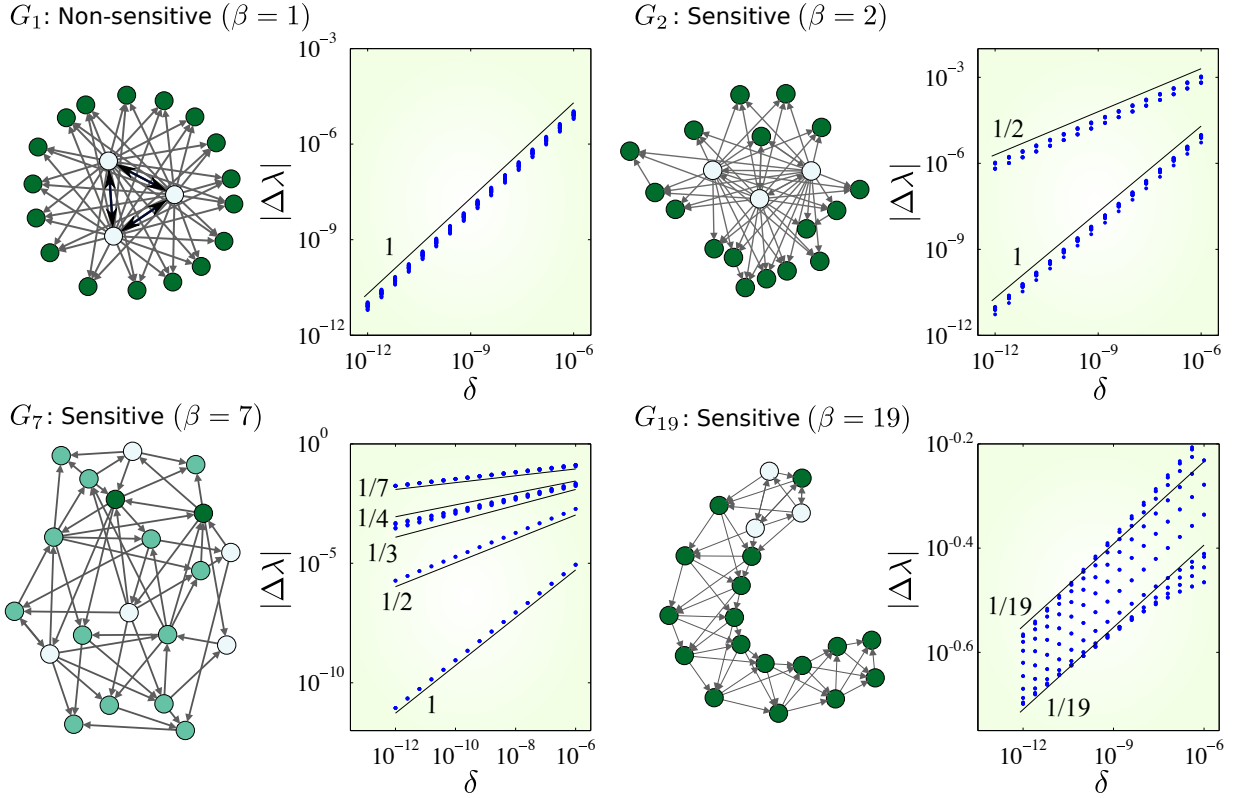 G₁: Non-sensitive (β = 1)
10⁻³
10⁻⁶
10⁻⁹
10⁻¹²
|Δλ|
1
10⁻¹² 10⁻⁹ 10⁻⁶
δ
G₂: Sensitive (β = 2)
10⁻³
10⁻⁶
10⁻⁹
10⁻¹²
|Δλ|
1/2
1
10⁻¹² 10⁻⁹ 10⁻⁶
δ
G₇: Sensitive (β = 7)
10⁰
10⁻⁵
10⁻¹⁰
|Δλ|
1/7
1/4
1/3
1/2
1
10⁻¹² 10⁻¹⁰ 10⁻⁸ 10⁻⁶
δ
G₁₉: Sensitive (β = 19)
10⁻⁰·²
10⁻⁰·⁴
10⁻⁰·⁶
|Δλ|
1/19
1/19
10⁻¹² 10⁻⁹ 10⁻⁶
δ